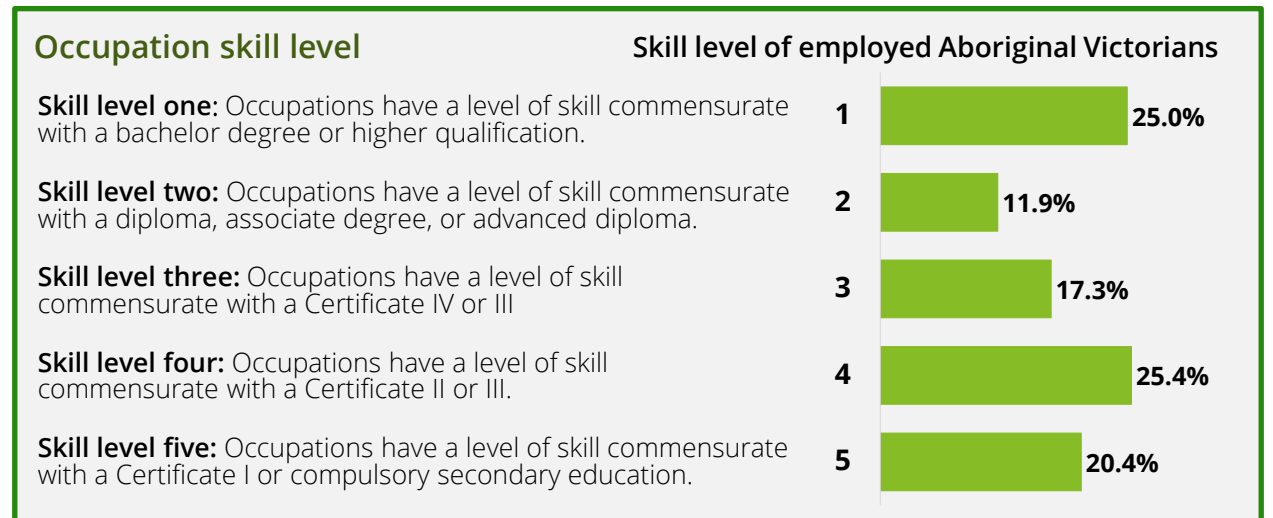 Occupation skill level
Skill level of employed Aboriginal Victorians
Skill level one: Occupations have a level of skill commensurate
with a bachelor degree or higher qualification.
1
25.0%
Skill level two: Occupations have a level of skill commensurate
with a diploma, associate degree, or advanced diploma.
2
11.9%
Skill level three: Occupations have a level of skill
commensurate with a Certificate IV or III
3
17.3%
Skill level four: Occupations have a level of skill
commensurate with a Certificate II or III.
4
25.4%
Skill level five: Occupations have a level of skill commensurate
with a Certificate I or compulsory secondary education.
5
20.4%